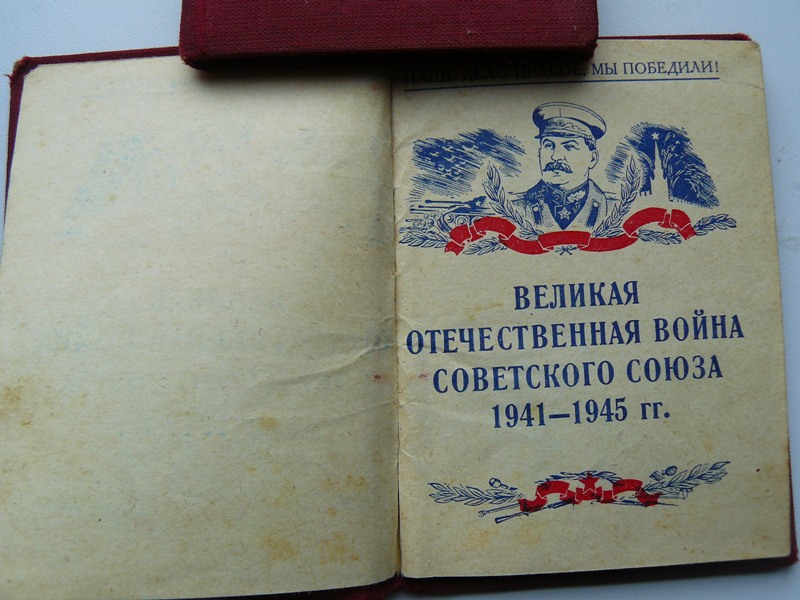 НАШЕ ДЕЛО ПРАВОЕ, МЫ ПОБЕДИЛИ!
ВЕЛИКАЯ
ОТЕЧЕСТВЕННАЯ ВОЙНА
СОВЕТСКОГО СОЮЗА
1941—1945 гг.